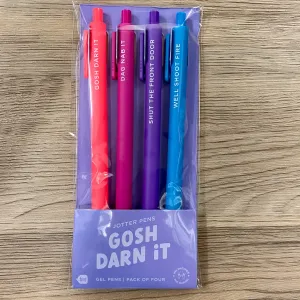 GOSH DARN IT
DAG NAB IT
SHUT THE FRONT DOOR
WELL SHOOT FIRE
JOTTER PENS
GOSH
DARN iT
GEL PENS | PACK OF FOUR